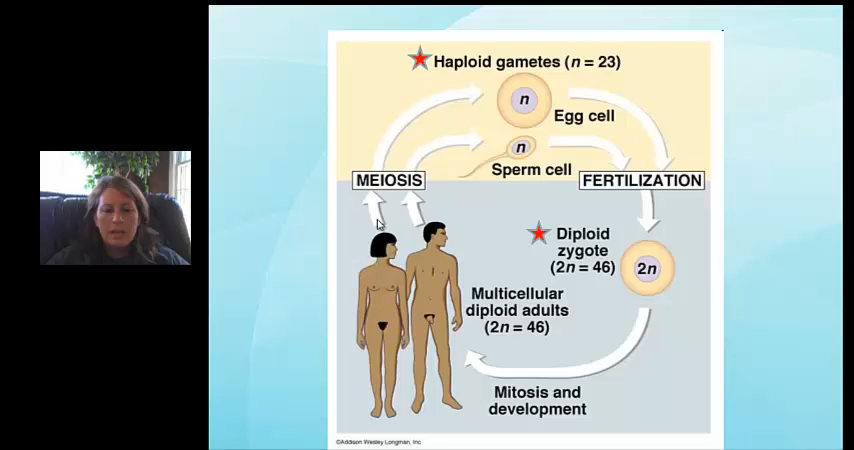 Haploid gametes (n = 23)
n
Egg cell
n
Sperm cell
MEIOSIS
FERTILIZATION
Diploid
zygote
(2n = 46)
2n
Multicellular
diploid adults
(2n = 46)
Mitosis and
development
©Addison Wesley Longman, Inc.